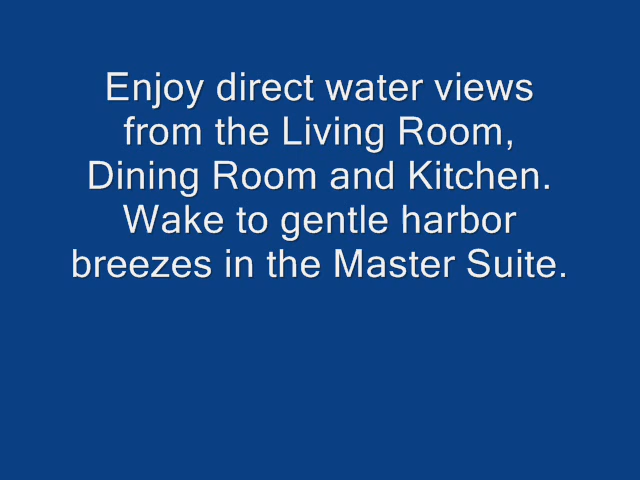 Enjoy direct water views
from the Living Room,
Dining Room and Kitchen.
Wake to gentle harbor
breezes in the Master Suite.